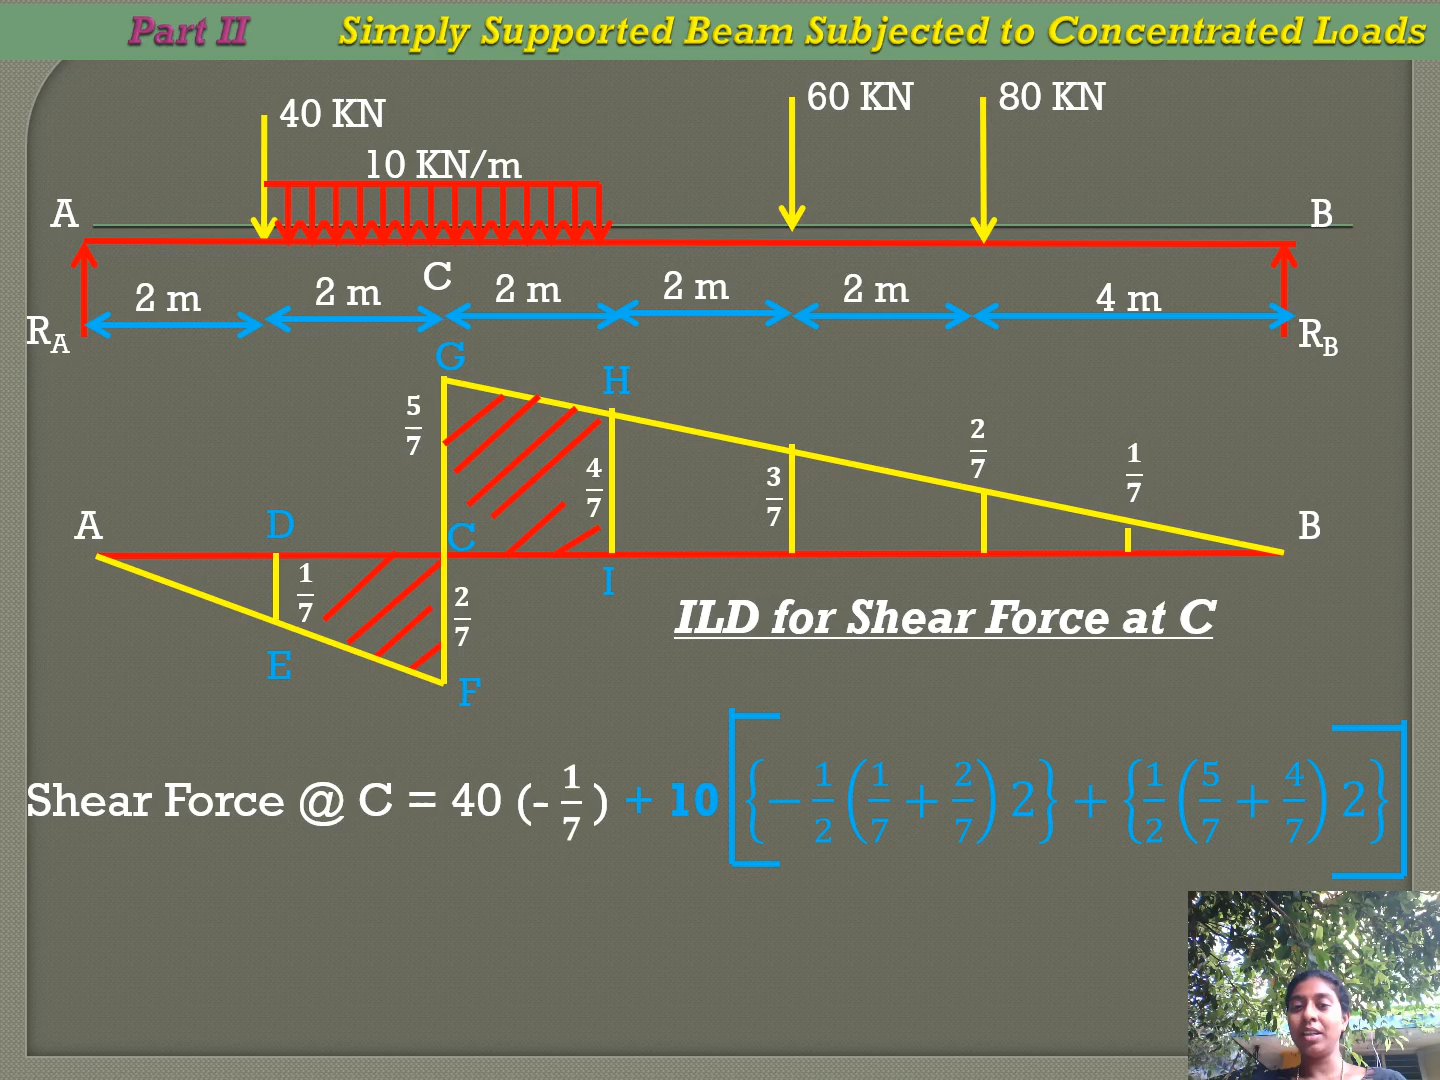 Part II Simply Supported Beam Subjected to Concentrated Loads
40 KN
60 KN
80 KN
10 KN/m
A
B
C
2 m
2 m
2 m
2 m
2 m
4 m
R_A
R_B
G
H
5/7
4/7
3/7
2/7
1/7
A
D
C
B
1/7
2/7
I
E
F
ILD for Shear Force at C
Shear Force @ C = 40 (- 1/7 ) + 10 [{−1/2 (1/7 + 2/7) 2} + {1/2 (5/7 + 4/7) 2}]